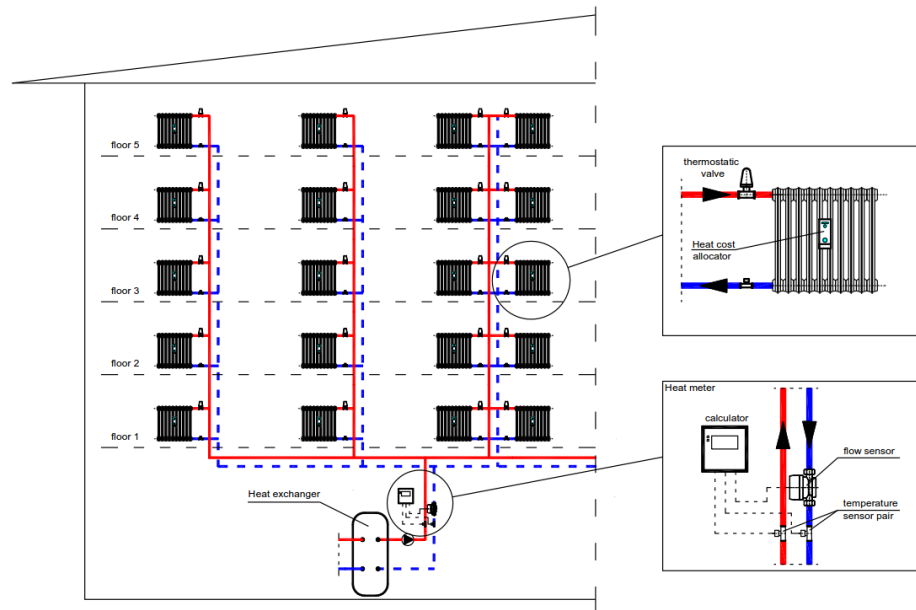 floor 5
floor 4
floor 3
floor 2
floor 1
Heat exchanger
thermostatic
valve
Heat cost
allocator
Heat meter
calculator
flow sensor
temperature
sensor pair